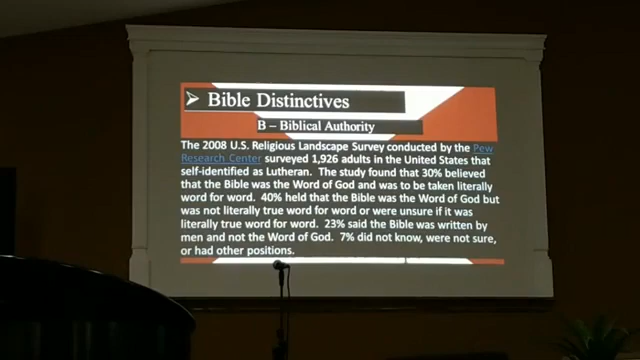 ➢ Bible Distinctives
B – Biblical Authority
The 2008 U.S. Religious Landscape Survey conducted by the Pew
Research Center surveyed 1,926 adults in the United States that
self-identified as Lutheran. The study found that 30% believed
that the Bible was the Word of God and was to be taken literally
word for word. 40% held that the Bible was the Word of God but
was not literally true word for word or were unsure if it was
literally true word for word. 23% said the Bible was written by
men and not the Word of God. 7% did not know, were not sure,
or had other positions.